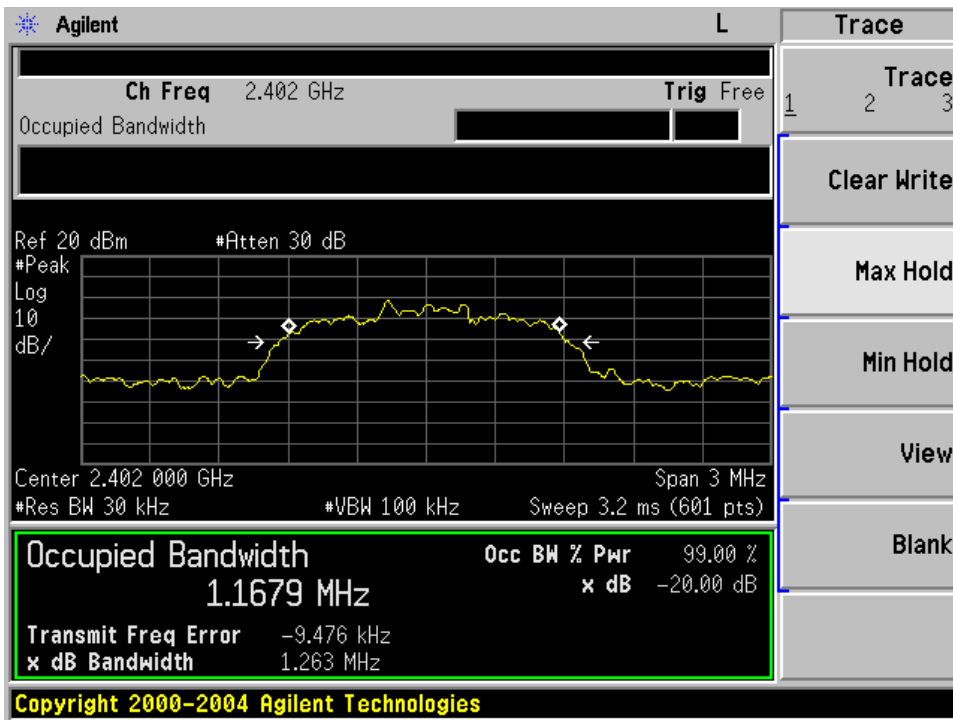 Agilent L Trace
Ch Freq 2.402 GHz Trig Free
Occupied Bandwidth
Trace
1 2 3
Clear Write
Max Hold
Min Hold
View
Blank
Ref 20 dBm #Atten 30 dB
#Peak
Log
10
dB/
Center 2.402 000 GHz Span 3 MHz
#Res BW 30 kHz #VBW 100 kHz Sweep 3.2 ms (601 pts)
Occupied Bandwidth Occ BW % Pwr 99.00 %
1.1679 MHz x dB -20.00 dB
Transmit Freq Error -9.476 kHz
x dB Bandwidth 1.263 MHz
Copyright 2000-2004 Agilent Technologies